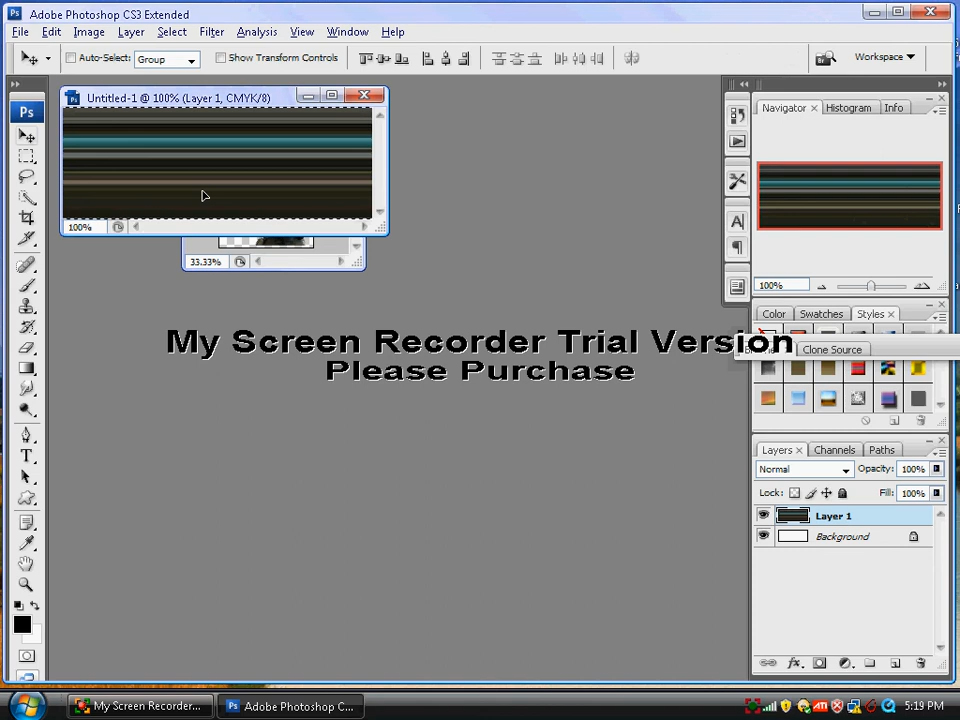 Adobe Photoshop CS3 Extended
File Edit Image Layer Select Filter Analysis View Window Help
Auto-Select: Group Show Transform Controls Workspace
Untitled-1 @ 100% (Layer 1, CMYK/8)
Ps
100%
33.33%
Navigator Histogram Info
100%
Color Swatches Styles
Clone Source
My Screen Recorder Trial Version
Please Purchase
Layers Channels Paths
Normal Opacity: 100%
Lock: Fill: 100%
Layer 1
Background
My Screen Recorder... Adobe Photoshop C... 5:19 PM